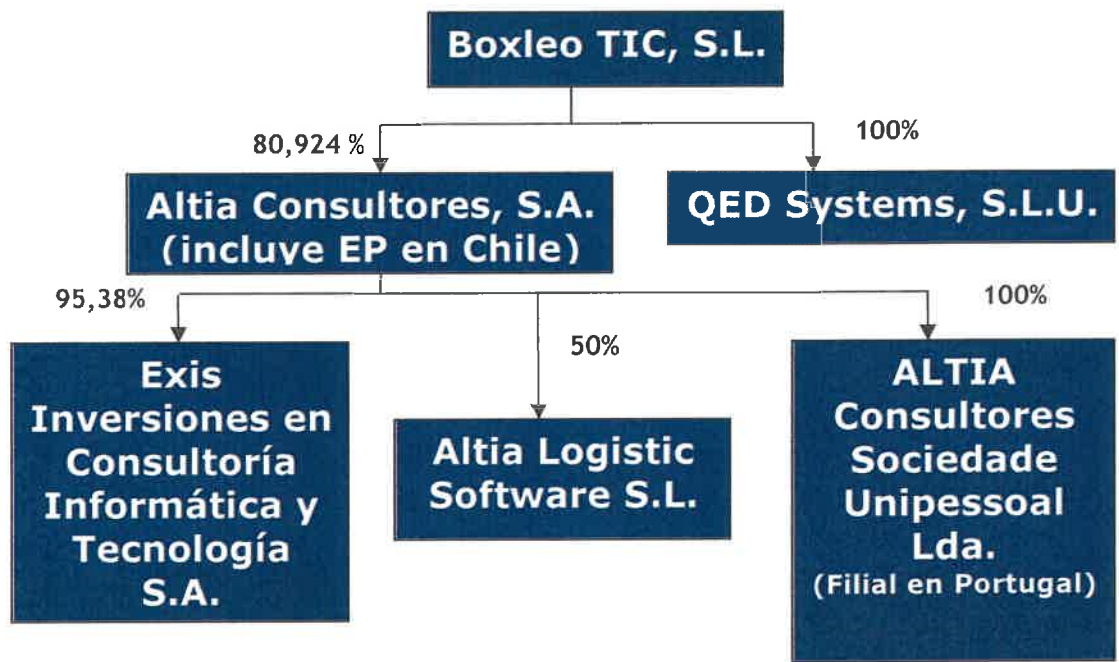 Boxleo TIC, S.L.
80,924 %
100%
Altia Consultores, S.A.
(incluye EP en Chile)
QED Systems, S.L.U.
95,38%
50%
100%
Exis
Inversiones en
Consultoría
Informática y
Tecnología
S.A.
Altia Logistic
Software S.L.
ALTIA
Consultores
Sociedade
Unipessoal
Lda.
(Filial en Portugal)